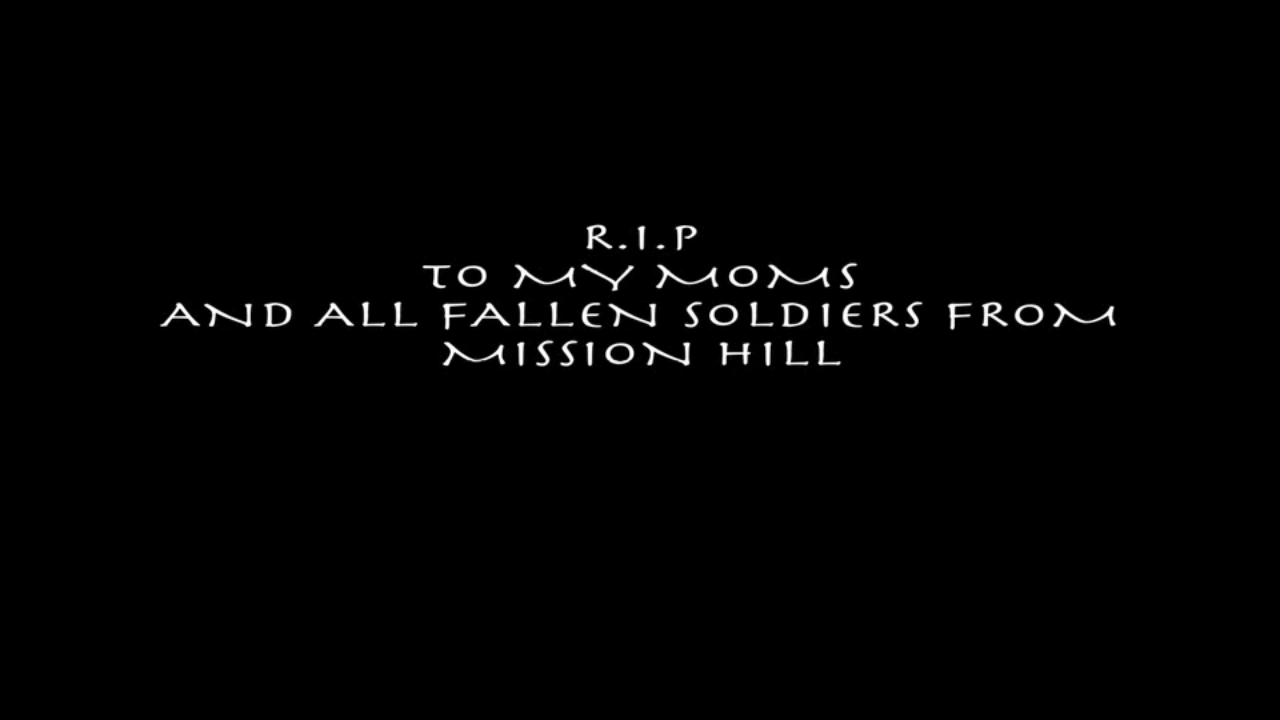 R.I.P
TO MY MOMS
AND ALL FALLEN SOLDIERS FROM
MISSION HILL